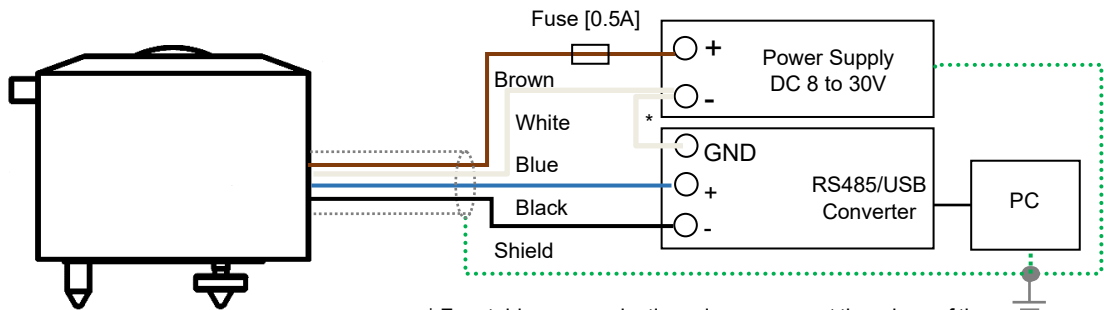 Fuse [0.5A]
+
Power Supply
DC 8 to 30V
Brown
-
White
*
GND
Blue
+
RS485/USB
Converter
PC
Black
-
Shield